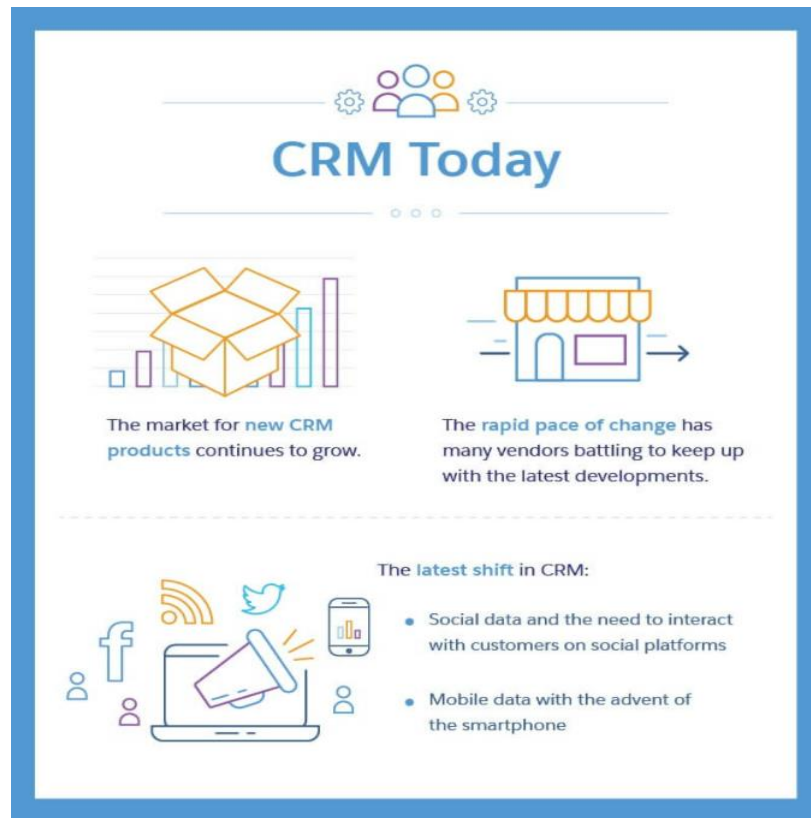 CRM Today
The market for new CRM
products continues to grow.
The rapid pace of change has
many vendors battling to keep up
with the latest developments.
The latest shift in CRM:
• Social data and the need to interact
with customers on social platforms
• Mobile data with the advent of
the smartphone